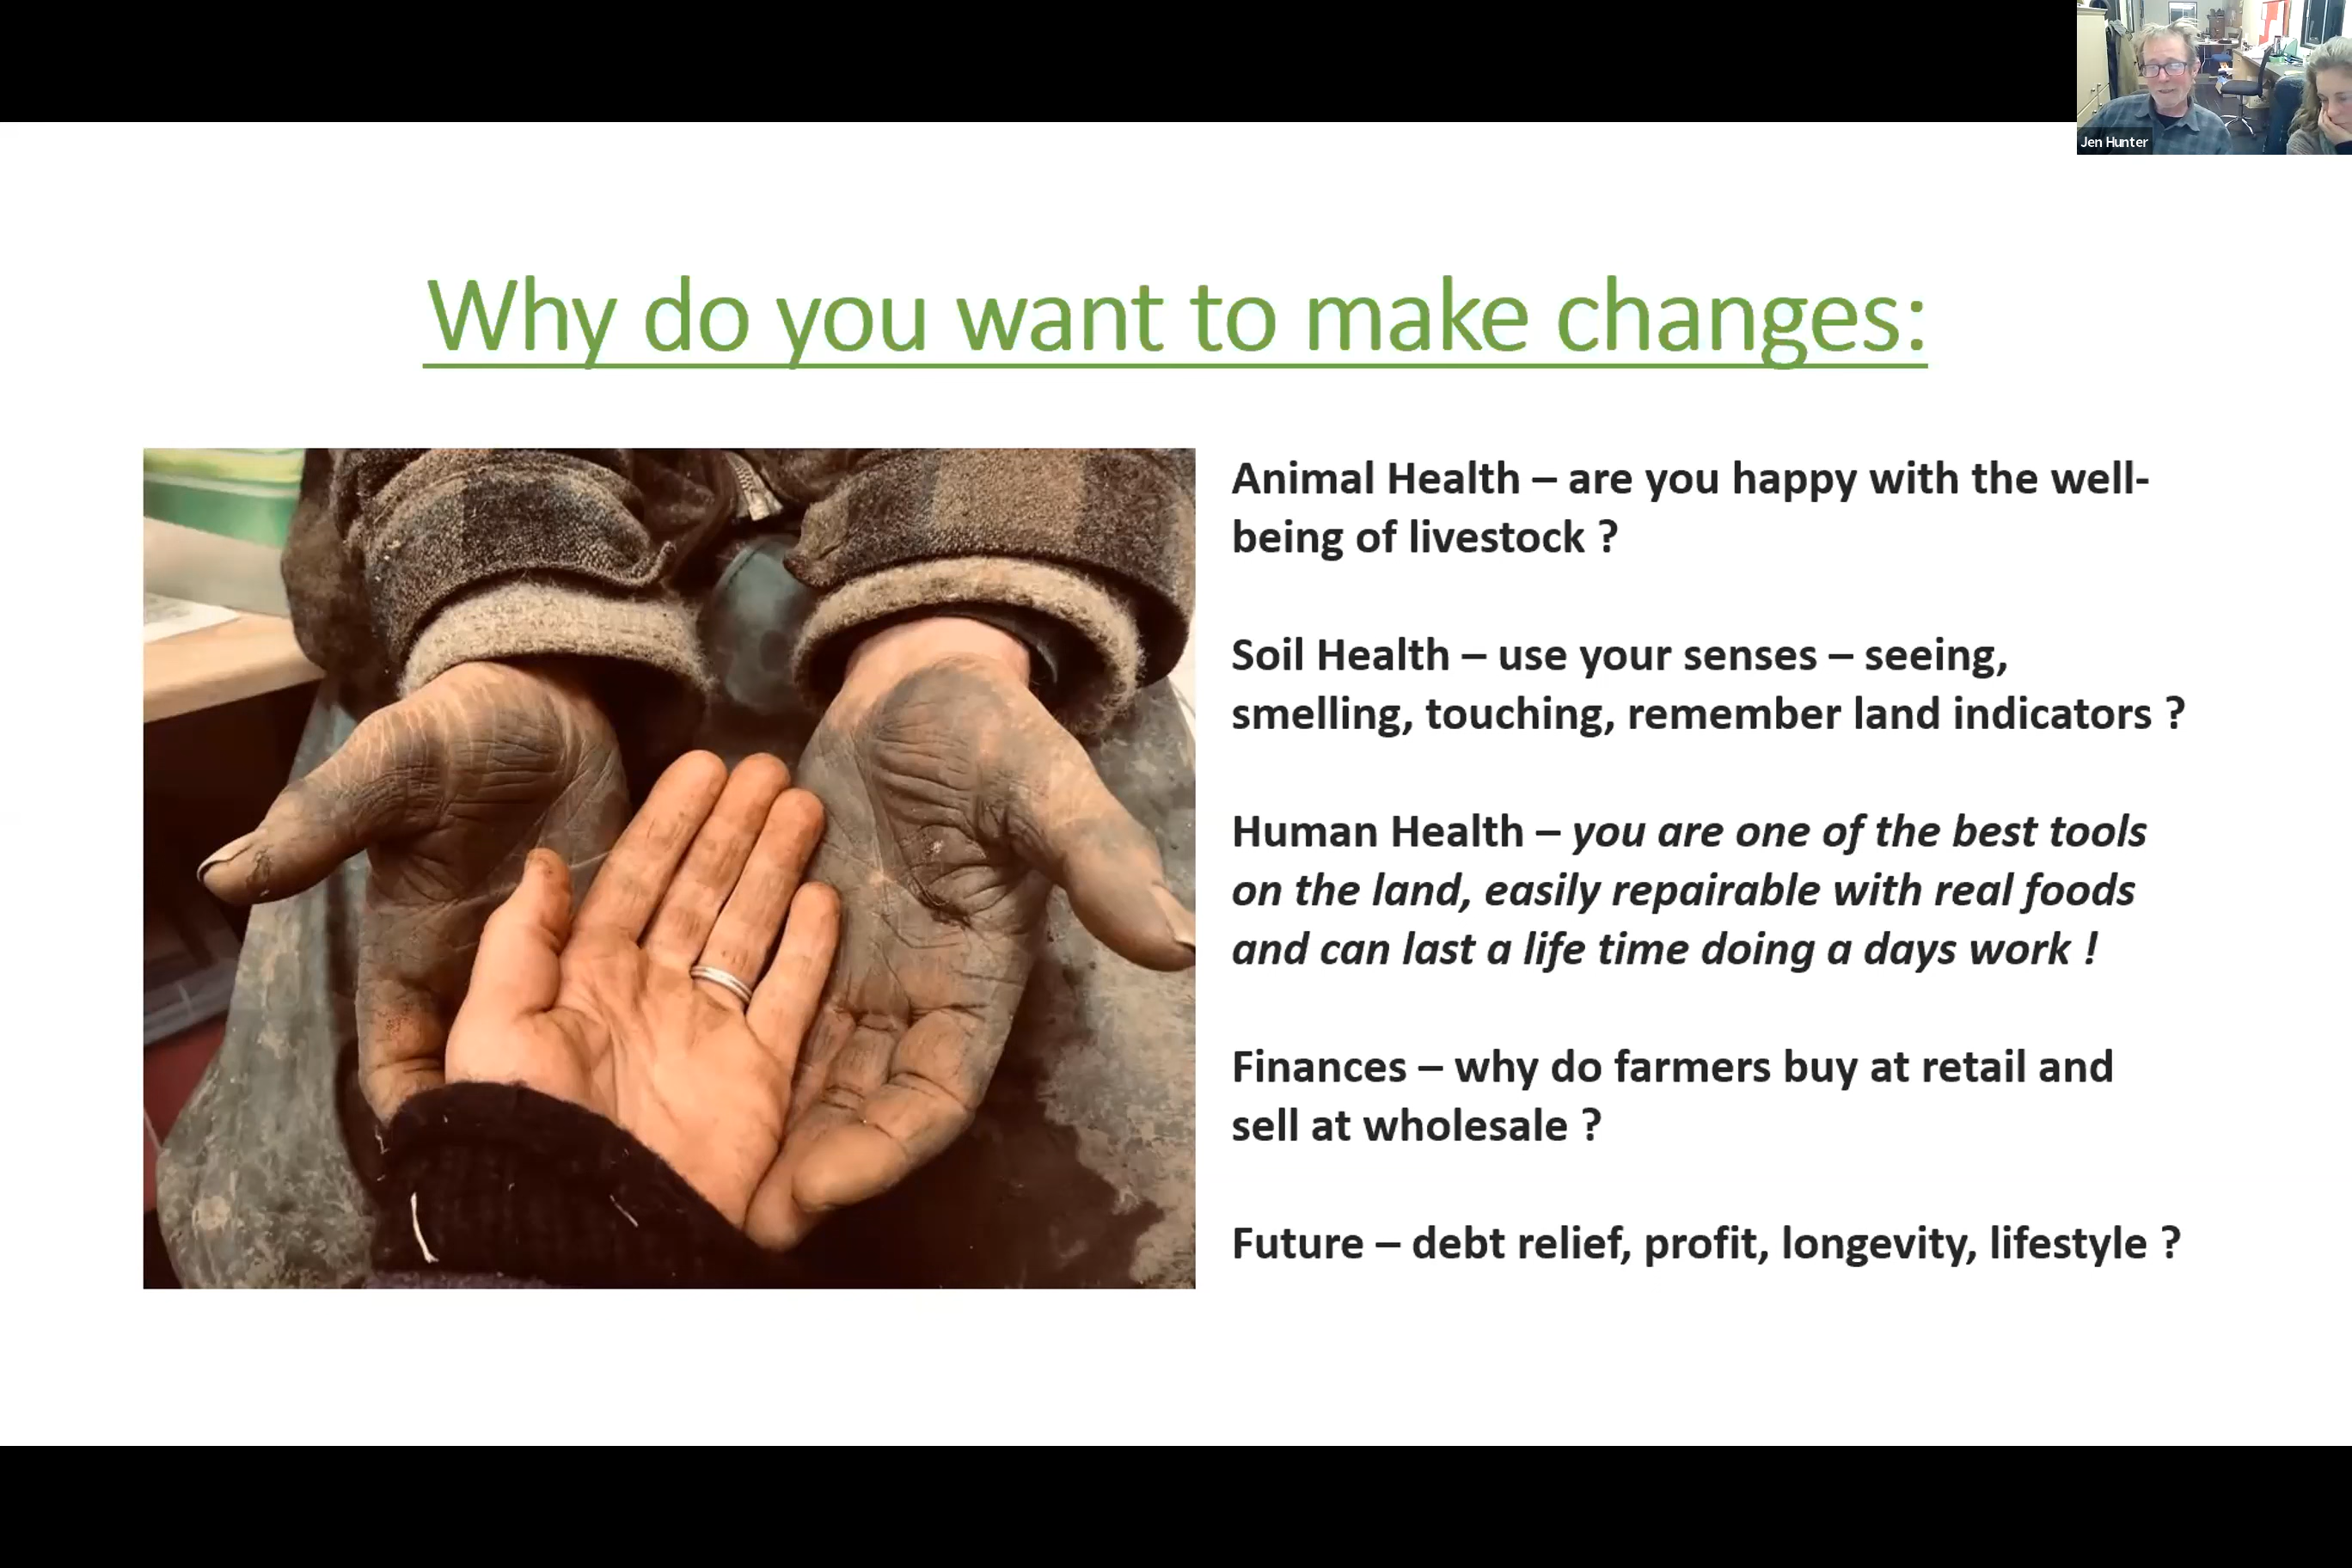 Jen Hunter
Why do you want to make changes:
Animal Health – are you happy with the well-
being of livestock ?
Soil Health – use your senses – seeing,
smelling, touching, remember land indicators ?
Human Health – you are one of the best tools
on the land, easily repairable with real foods
and can last a life time doing a days work !
Finances – why do farmers buy at retail and
sell at wholesale ?
Future – debt relief, profit, longevity, lifestyle ?